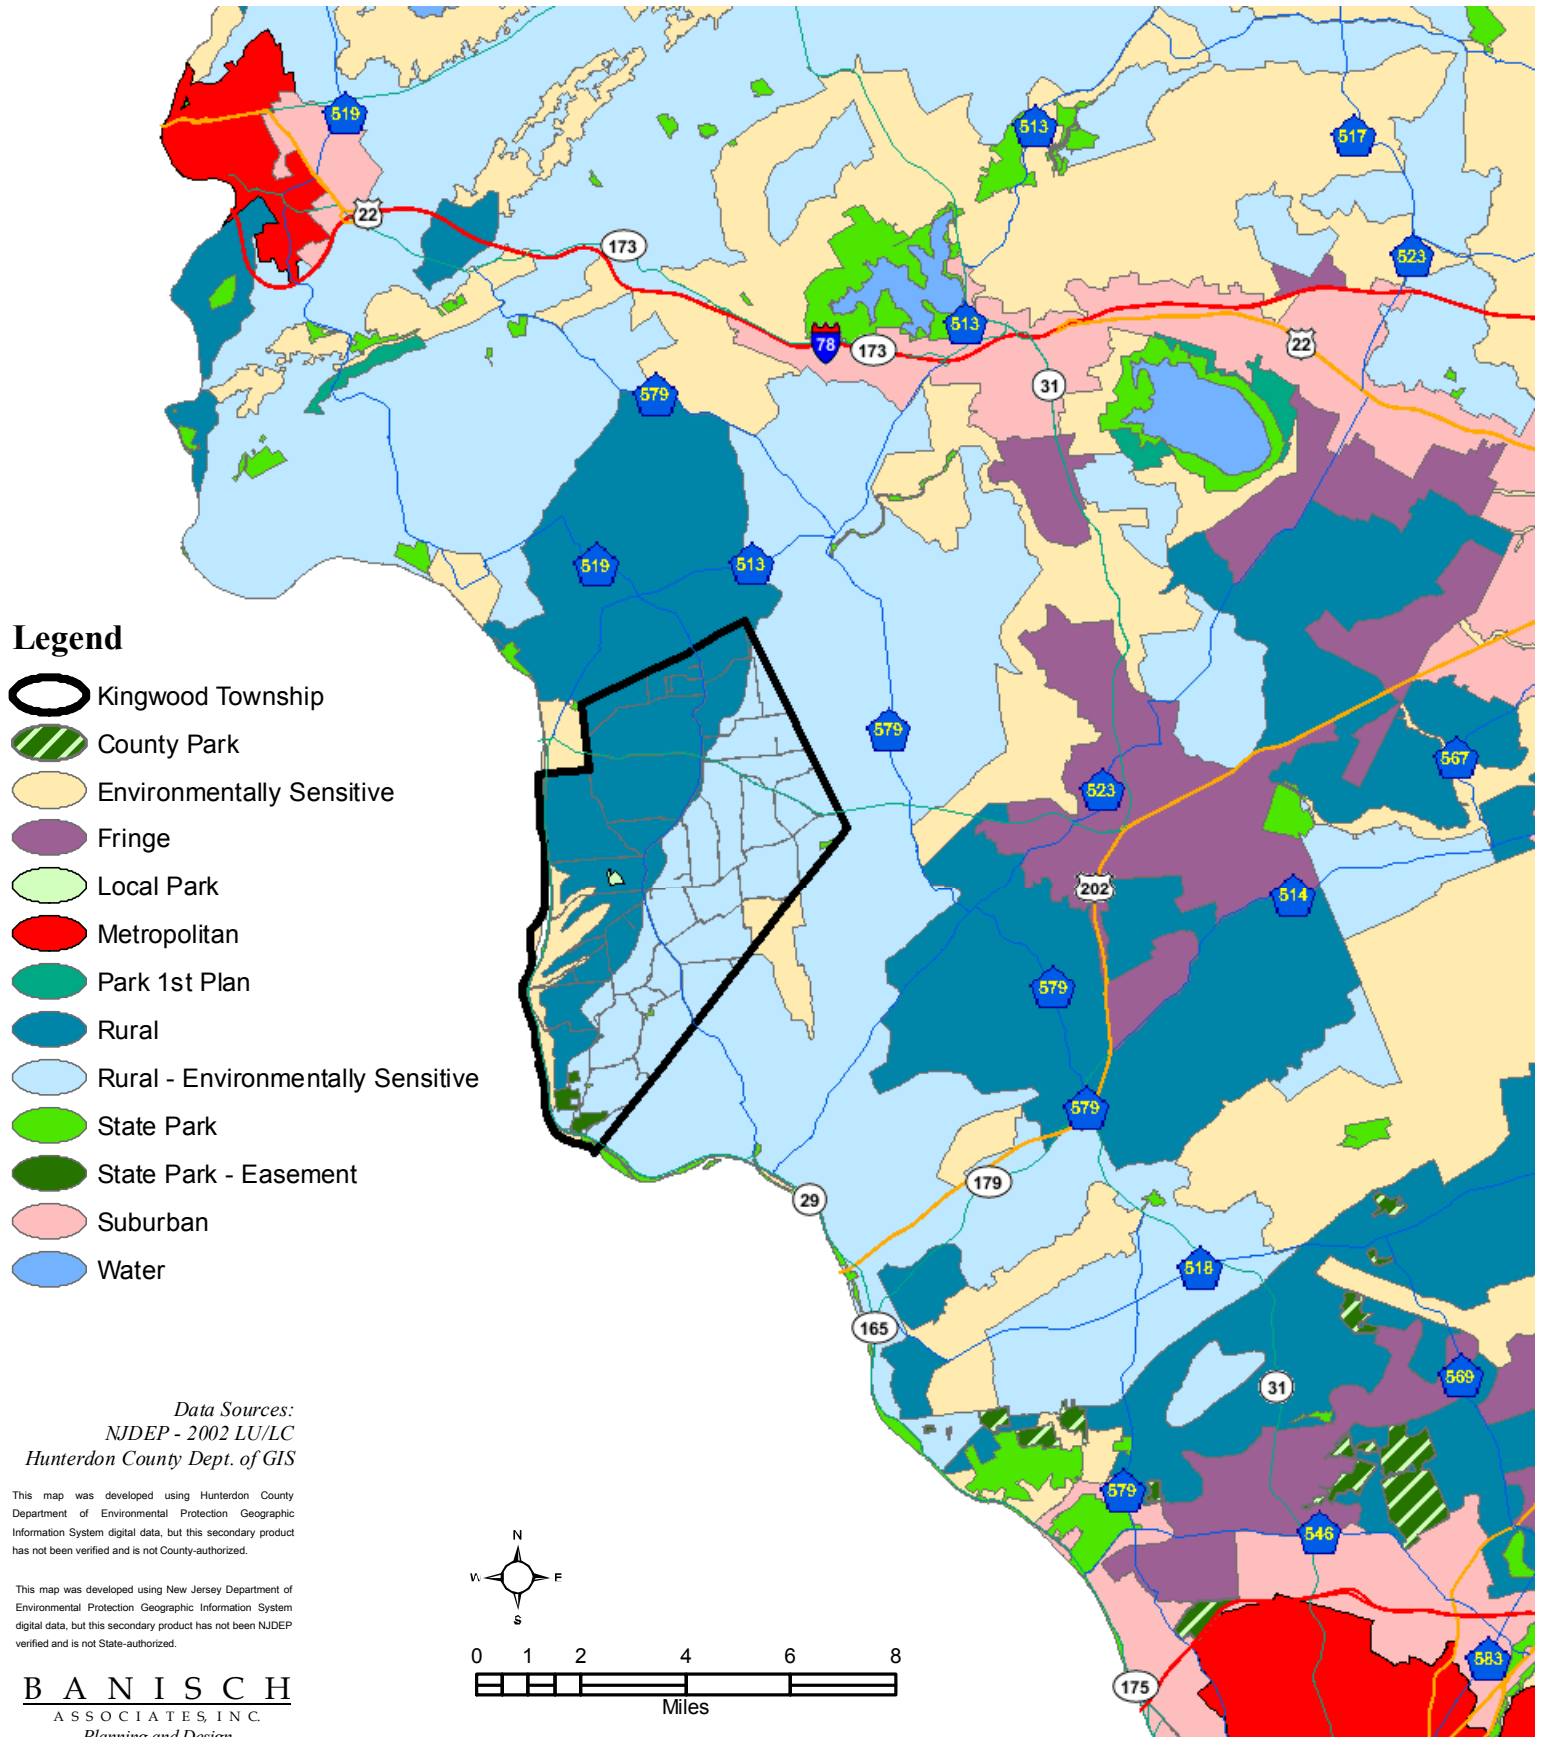 519
513
517
22
523
173
513
22
78
173
31
579
519
513
Legend
Kingwood Township
County Park
Environmentally Sensitive
Fringe
Local Park
Metropolitan
Park 1st Plan
Rural
Rural - Environmentally Sensitive
State Park
State Park - Easement
Suburban
Water
579
567
523
202
514
579
579
179
29
518
165
31
569
579
546
583
175
Data Sources:
NJDEP - 2002 LU/LC
Hunterdon County Dept. of GIS
This map was developed using Hunterdon County
Department of Environmental Protection Geographic
Information System digital data, but this secondary product
has not been verified and is not County-authorized.
This map was developed using New Jersey Department of
Environmental Protection Geographic Information System
digital data, but this secondary product has not been NJDEP
verified and is not State-authorized.
BANISCH
ASSOCIATES, INC.
Planning and Design
N
W E
S
0 1 2 4 6 8
Miles